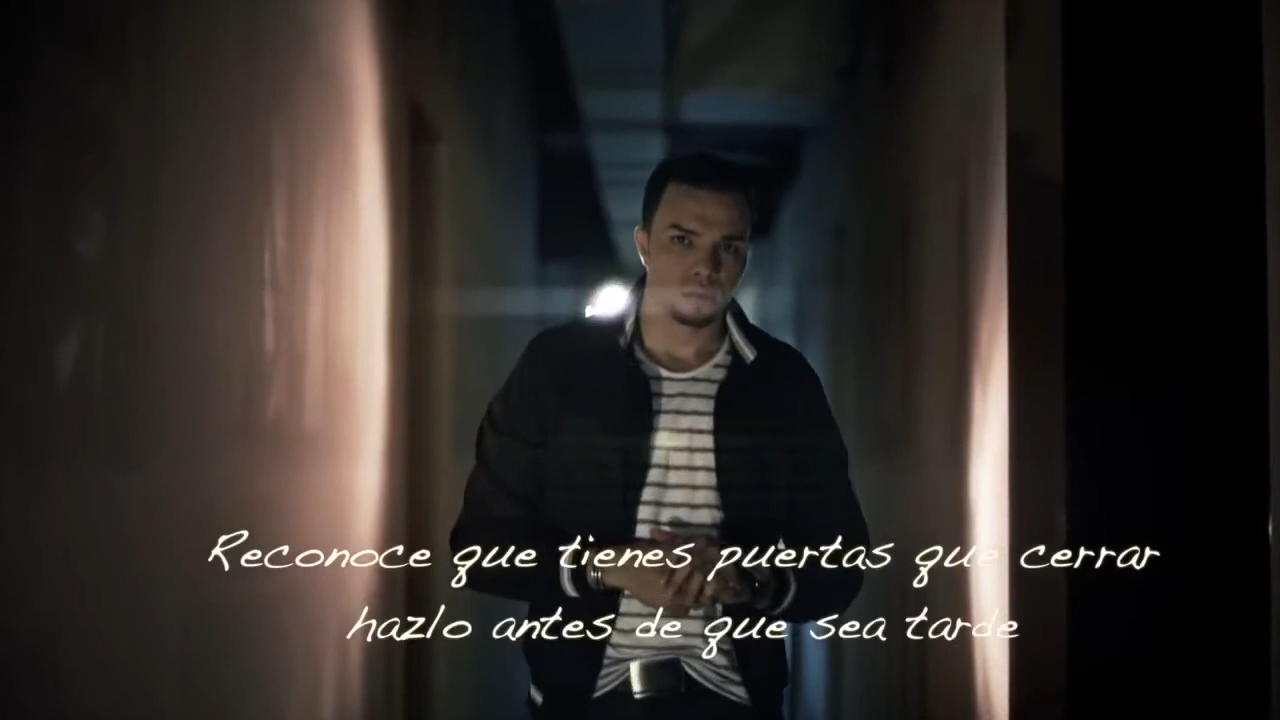 Reconoce que tienes puertas que cerrar
hazlo antes de que sea tarde